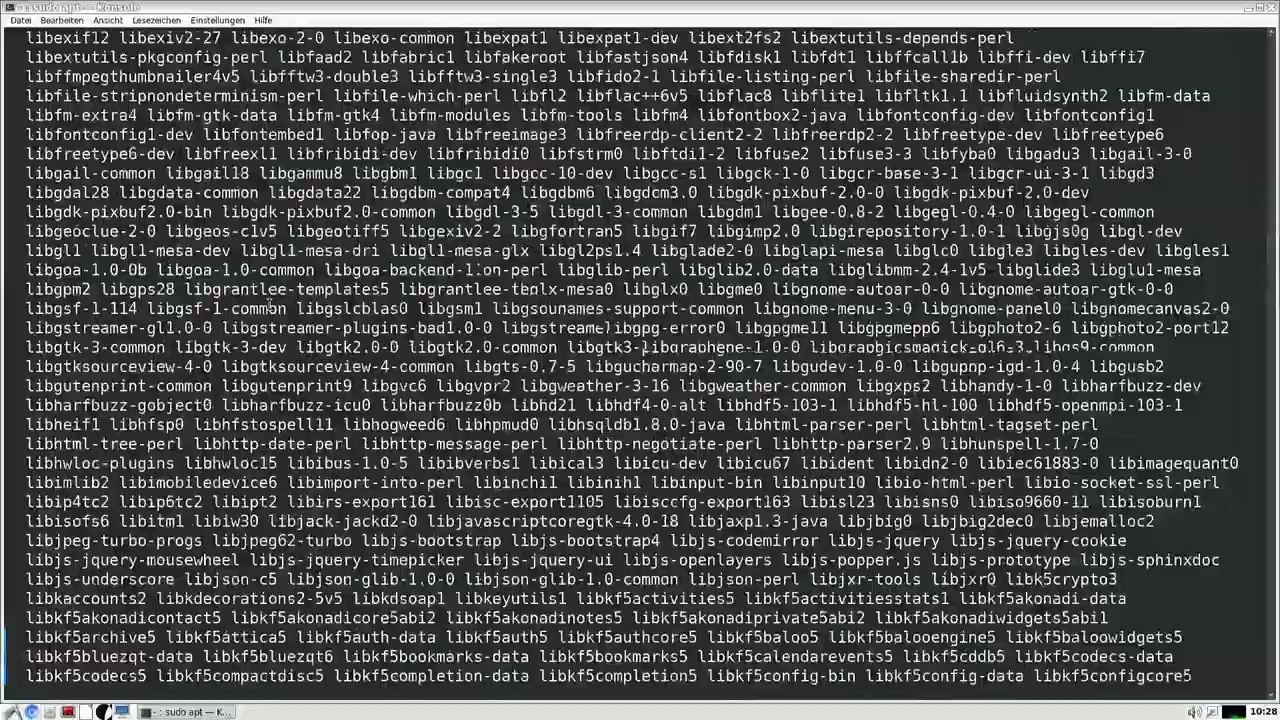 - : sudo apt — Konsole
Datei Bearbeiten Ansicht Lesezeichen Einstellungen Hilfe
libexif12 libexiv2-27 libexo-2-0 libexo-common libexpat1 libexpat1-dev libext2fs2 libextutils-depends-perl
libextutils-pkgconfig-perl libfaad2 libfabric1 libfakeroot libfastjson4 libfdisk1 libfdt1 libffcall1b libffi-dev libffi7
libffmpegthumbnailer4v5 libfftw3-double3 libfftw3-single3 libfido2-1 libfile-listing-perl libfile-sharedir-perl
libfile-stripnondeterminism-perl libfile-which-perl libfl2 libflac++6v5 libflac8 libflite1 libfltk1.1 libfluidsynth2 libfm-data
libfm-extra4 libfm-gtk-data libfm-gtk4 libfm-modules libfm-tools libfm4 libfontbox2-java libfontconfig-dev libfontconfig1
libfontconfig1-dev libfontembed1 libfop-java libfreeimage3 libfreerdp-client2-2 libfreerdp2-2 libfreetype-dev libfreetype6
libfreetype6-dev libfreexl1 libfribidi-dev libfribidi0 libfstrm0 libftdi1-2 libfuse2 libfuse3-3 libfyba0 libgadu3 libgail-3-0
libgail-common libgail18 libgammu8 libgbm1 libgc1 libgcc-10-dev libgcc-s1 libgck-1-0 libgcr-base-3-1 libgcr-ui-3-1 libgd3
libgdal28 libgdata-common libgdata22 libgdbm-compat4 libgdbm6 libgdcm3.0 libgdk-pixbuf-2.0-0 libgdk-pixbuf-2.0-dev
libgdk-pixbuf2.0-bin libgdk-pixbuf2.0-common libgdl-3-5 libgdl-3-common libgdm1 libgee-0.8-2 libgegl-0.4-0 libgegl-common
libgeoclue-2-0 libgeos-c1v5 libgeotiff5 libgexiv2-2 libgfortran5 libgif7 libgimp2.0 libgirepository-1.0-1 libgjs0g libgl-dev
libgl1 libgl1-mesa-dev libgl1-mesa-dri libgl1-mesa-glx libgl2ps1.4 libglade2-0 libglapi-mesa libglc0 libgle3 libgles-dev libgles1
libgoa-1.0-0b libgoa-1.0-common libgoa-backend-1 libglib-perl libglib2.0-data libglibmm-2.4-1v5 libglide3 libglu1-mesa
libgpm2 libgps28 libgrantlee-templates5 libglx0 libgme0 libgnome-autoar-0-0 libgnome-autoar-gtk-0-0
libgsf-1-114 libgsf-1-common libgslcblas0 libgsm1 libgnome-menu-3-0 libgnome-panel0 libgnomecanvas2-0
libgstreamer-gl1.0-0 libgstreamer-plugins-bad1.0-0 libgpgme11 libgpgmepp6 libgphoto2-6 libgphoto2-port12
libgtk-3-common libgtk-3-dev libgtk2.0-0 libgtk2.0-common
libgtksourceview-4-0 libgtksourceview-4-common libgts-0.7-5 libgucharmap-2-90-7 libgudev-1.0-0 libgupnp-igd-1.0-4 libgusb2
libgutenprint-common libgutenprint9 libgvc6 libgvpr2 libgweather-3-16 libgweather-common libgxps2 libhandy-1-0 libharfbuzz-dev
libharfbuzz-gobject0 libharfbuzz-icu0 libharfbuzz0b libhd21 libhdf4-0-alt libhdf5-103-1 libhdf5-hl-100 libhdf5-openmpi-103-1
libheif1 libhfsp0 libhfstospell11 libhogweed6 libhpmud0 libhsqldb1.8.0-java libhtml-parser-perl libhtml-tagset-perl
libhtml-tree-perl libhttp-date-perl libhttp-message-perl libhttp-negotiate-perl libhttp-parser2.9 libhunspell-1.7-0
libhwloc-plugins libhwloc15 libibus-1.0-5 libibverbs1 libical3 libicu-dev libicu67 libident libidn2-0 libiec61883-0 libimagequant0
libimlib2 libimobiledevice6 libimport-into-perl libinchi1 libinih1 libinput-bin libinput10 libio-html-perl libio-socket-ssl-perl
libip4tc2 libip6tc2 libipt2 libirs-export161 libisc-export1105 libisccfg-export163 libisl23 libisns0 libiso9660-11 libisoburn1
libisofs6 libitm1 libiw30 libjack-jackd2-0 libjavascriptcoregtk-4.0-18 libjaxp1.3-java libjbig0 libjbig2dec0 libjemalloc2
libjpeg-turbo-progs libjpeg62-turbo libjs-bootstrap libjs-bootstrap4 libjs-codemirror libjs-jquery libjs-jquery-cookie
libjs-jquery-mousewheel libjs-jquery-timepicker libjs-jquery-ui libjs-openlayers libjs-popper.js libjs-prototype libjs-sphinxdoc
libjs-underscore libjson-c5 libjson-glib-1.0-0 libjson-glib-1.0-common libjson-perl libjxr-tools libjxr0 libk5crypto3
libkaccounts2 libkdecorations2-5v5 libkdsoap1 libkeyutils1 libkf5activities5 libkf5activitiesstats1 libkf5akonadi-data
libkf5akonadicontact5 libkf5akonadicore5abi2 libkf5akonadinotes5 libkf5akonadiprivate5abi2 libkf5akonadiwidgets5abi1
libkf5archive5 libkf5attica5 libkf5auth-data libkf5auth5 libkf5authcore5 libkf5baloo5 libkf5balooengine5 libkf5baloowidgets5
libkf5bluezqt-data libkf5bluezqt6 libkf5bookmarks-data libkf5bookmarks5 libkf5calendarevents5 libkf5cddb5 libkf5codecs-data
libkf5codecs5 libkf5compactdisc5 libkf5completion-data libkf5completion5 libkf5config-bin libkf5config-data libkf5configcore5
- : sudo apt — K...
10:28